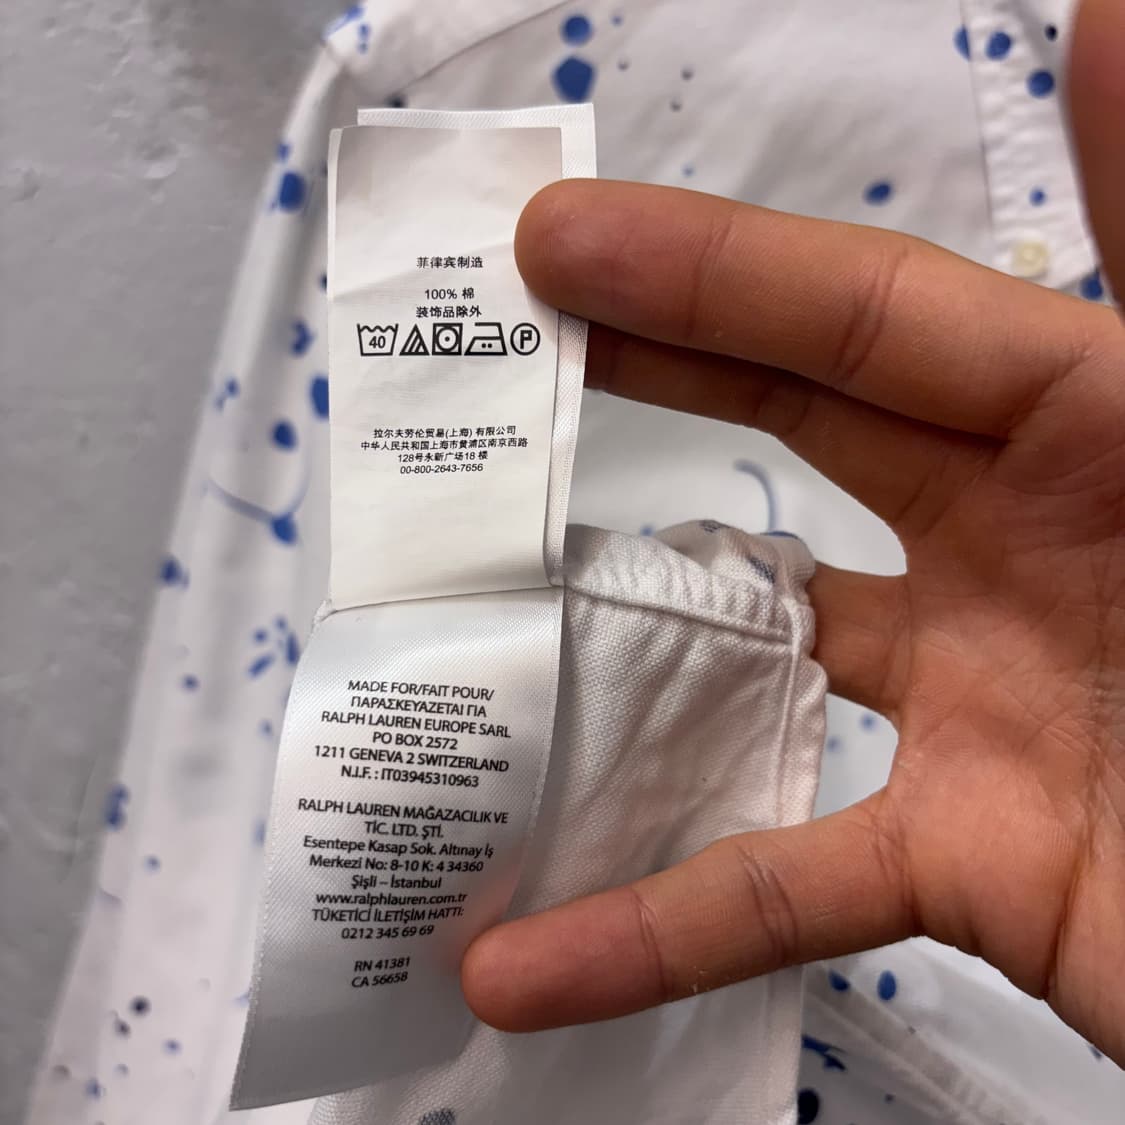 菲律宾制造
100% 棉
装饰品除外
40 P
拉尔夫劳伦贸易(上海) 有限公司
中华人民共和国上海市黄浦区南京西路
128号永新广场18 楼
00-800-2643-7656
MADE FOR/FAIT POUR/
ΠΑΡΑΣΚΕΥΑΖΕΤΑΙ ΓΙΑ
RALPH LAUREN EUROPE SARL
PO BOX 2572
1211 GENEVA 2 SWITZERLAND
N.I.F. : IT03945310963
RALPH LAUREN MAĞAZACILIK VE
TİC. LTD. ŞTİ.
Esentepe Kasap Sok. Altınay İş
Merkezi No: 8-10 K: 4 34360
Şişli – İstanbul
www.ralphlauren.com.tr
TÜKETİCİ İLETİŞİM HATTI:
0212 345 69 69
RN 41381
CA 56658